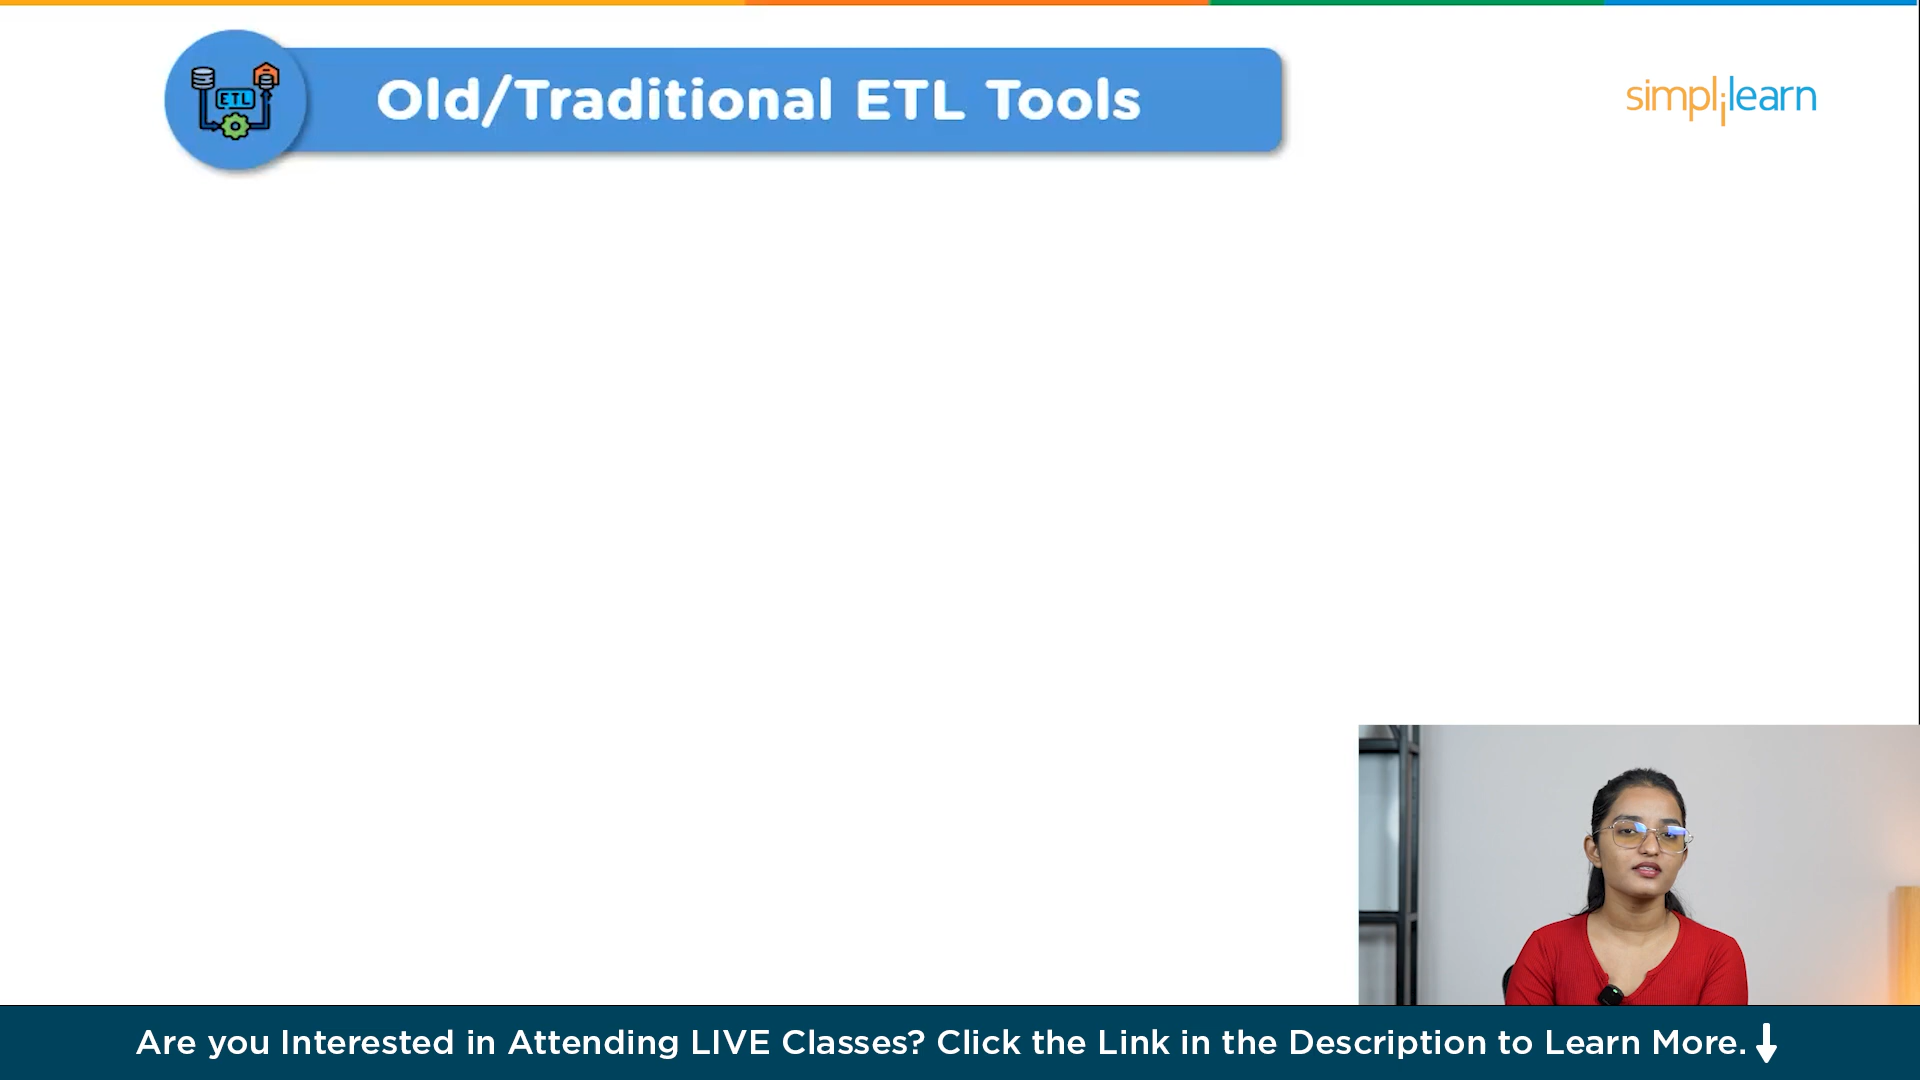 ETL
Old/Traditional ETL Tools
simplilearn
Are you Interested in Attending LIVE Classes? Click the Link in the Description to Learn More.